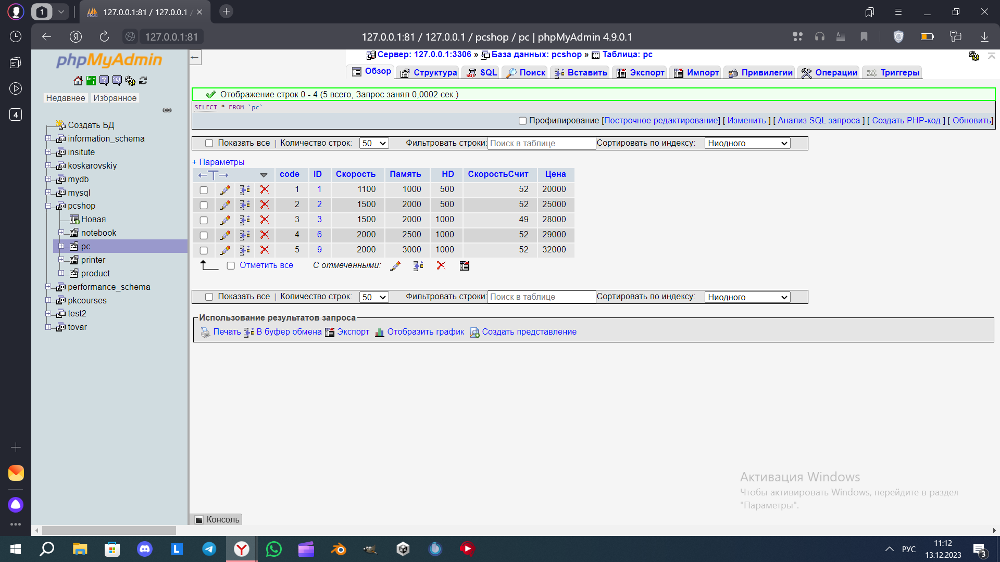 1
127.0.0.1:81 / 127.0.0.1 /
127.0.0.1:81
127.0.0.1:81 / 127.0.0.1 / pcshop / pc | phpMyAdmin 4.9.0.1
4
phpMyAdmin
Недавнее Избранное
Создать БД
information_schema
insitute
koskarovskiy
mydb
mysql
pcshop
Новая
notebook
pc
printer
product
performance_schema
pkcourses
test2
tovar
Сервер: 127.0.0.1:3306 » База данных: pcshop » Таблица: pc
Обзор Структура SQL Поиск Вставить Экспорт Импорт Привилегии Операции Триггеры
Отображение строк 0 - 4 (5 всего, Запрос занял 0,0002 сек.)
SELECT * FROM `pc`
Профилирование [Построчное редактирование] [ Изменить ] [ Анализ SQL запроса ] [ Создать PHP-код ] [ Обновить]
Показать все | Количество строк: 50 Фильтровать строки: Поиск в таблице Сортировать по индексу: Ниодного
+ Параметры
←T→ code ID Скорость Память HD СкоростьСчит Цена
1 1 1100 1000 500 52 20000
2 2 1500 2000 500 52 25000
3 3 1500 2000 1000 49 28000
4 6 2000 2500 1000 52 29000
5 9 2000 3000 1000 52 32000
Отметить все С отмеченными:
Показать все | Количество строк: 50 Фильтровать строки: Поиск в таблице Сортировать по индексу: Ниодного
Использование результатов запроса
Печать В буфер обмена Экспорт Отобразить график Создать представление
Активация Windows
Чтобы активировать Windows, перейдите в раздел
"Параметры".
Консоль
РУС
11:12
13.12.2023
3